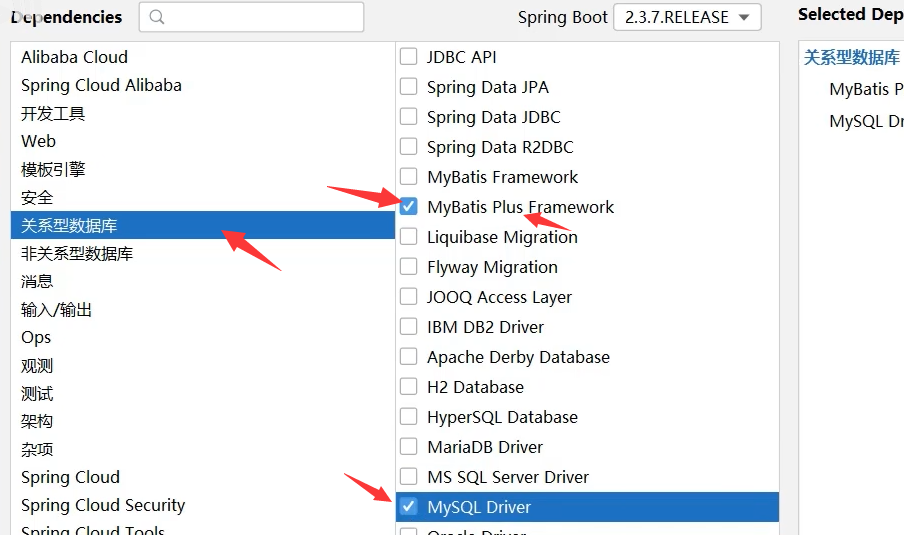 Dependencies
Spring Boot 2.3.7.RELEASE
Selected Dep
Alibaba Cloud
Spring Cloud Alibaba
开发工具
Web
模板引擎
安全
关系型数据库
非关系型数据库
消息
输入/输出
Ops
观测
测试
架构
杂项
Spring Cloud
Spring Cloud Security
Spring Cloud Tools
JDBC API
Spring Data JPA
Spring Data JDBC
Spring Data R2DBC
MyBatis Framework
MyBatis Plus Framework
Liquibase Migration
Flyway Migration
JOOQ Access Layer
IBM DB2 Driver
Apache Derby Database
H2 Database
HyperSQL Database
MariaDB Driver
MS SQL Server Driver
MySQL Driver
Oracle Driver
关系型数据库
MyBatis P
MySQL Dr